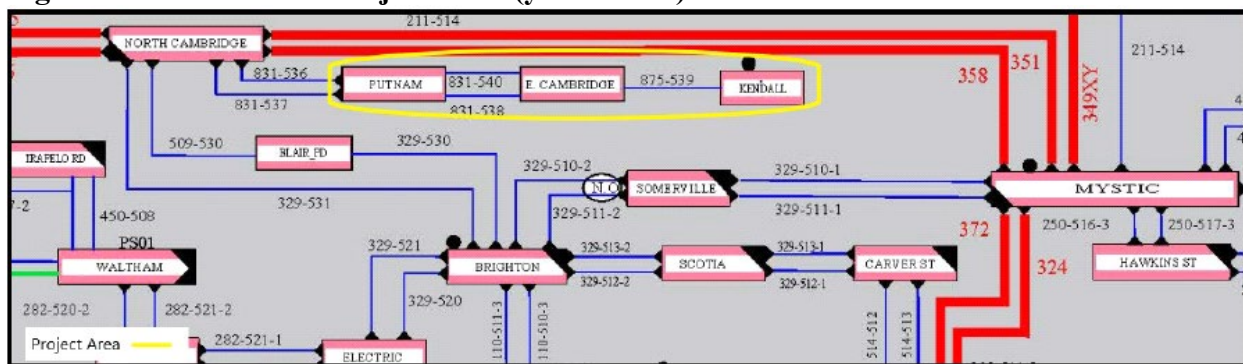 211-514
NORTH CAMBRIDGE
831-536
831-537
PUTNAM
831-540
831-538
E. CAMBRIDGE
875-539
KENDALL
358
351
349XY
211-514
TRAPELO RD
509-530
BLAIR_PD
329-530
329-510-2
N.O
SOMERVILLE
329-510-1
MYSTIC
450-508
329-531
329-511-2
329-511-1
250-516-3
250-517-3
PS01
WALTHAM
329-521
BRIGHTON
329-513-2
SCOTIA
329-513-1
CARVER ST
372
324
HAWKINS ST
329-512-2
329-512-1
329-520
282-520-2
282-521-2
110-511-3
110-510-3
514-512
514-513
Project Area
282-521-1
ELECTRIC